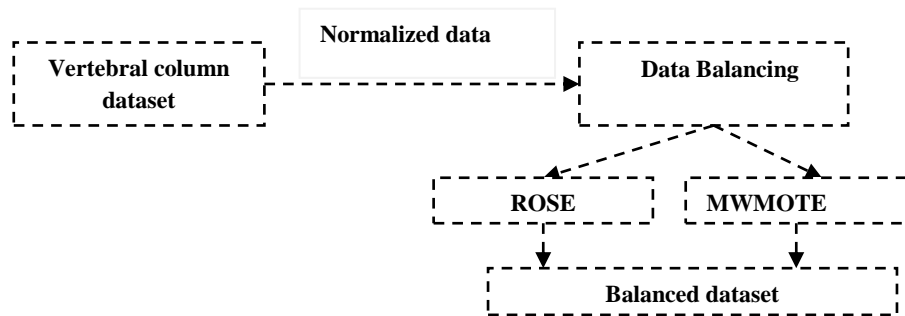 Normalized data
Vertebral column
dataset
Data Balancing
ROSE
MWMOTE
Balanced dataset